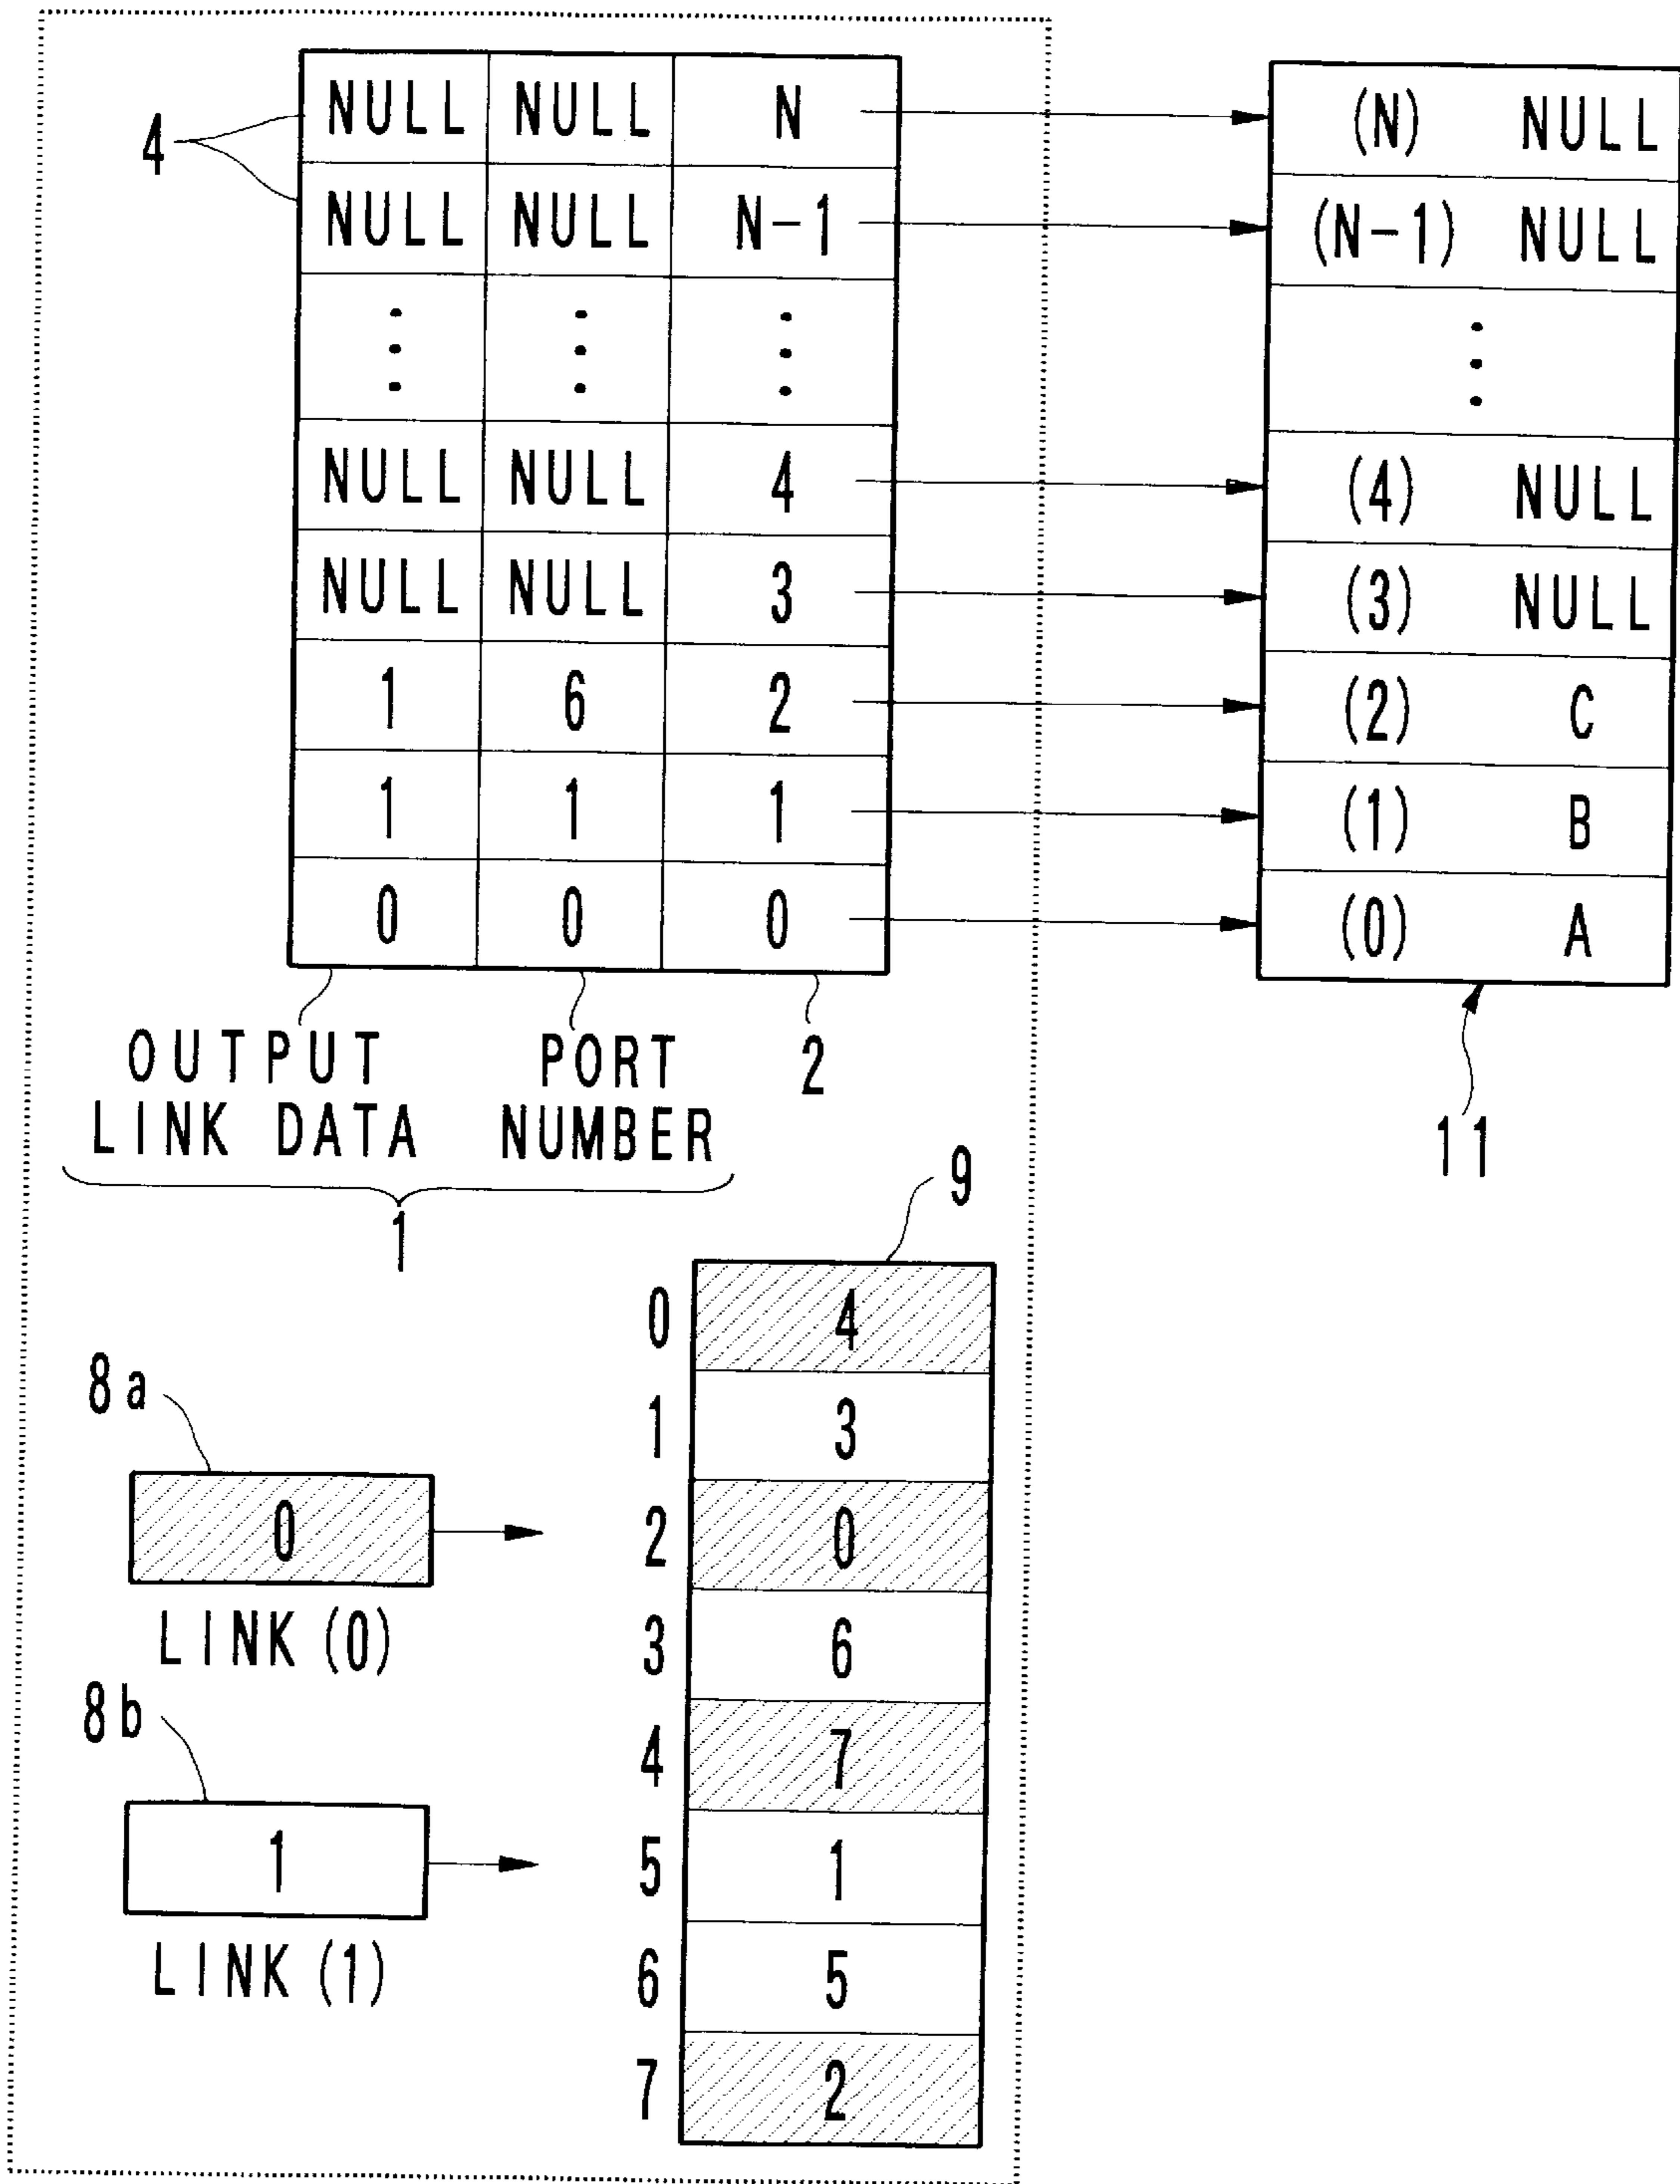 NULL NULL N (N) NULL
4
NULL NULL N-1 (N-1) NULL
NULL NULL 4 (4) NULL
NULL NULL 3 (3) NULL
1 6 2 (2) C
1 1 1 (1) B
0 0 0 (0) A
OUTPUT LINK DATA
PORT NUMBER
2
11
1
9
0 4
8a
1 3
0
2 0
LINK (0)
3 6
8b
4 7
1
5 1
LINK (1)
6 5
7 2